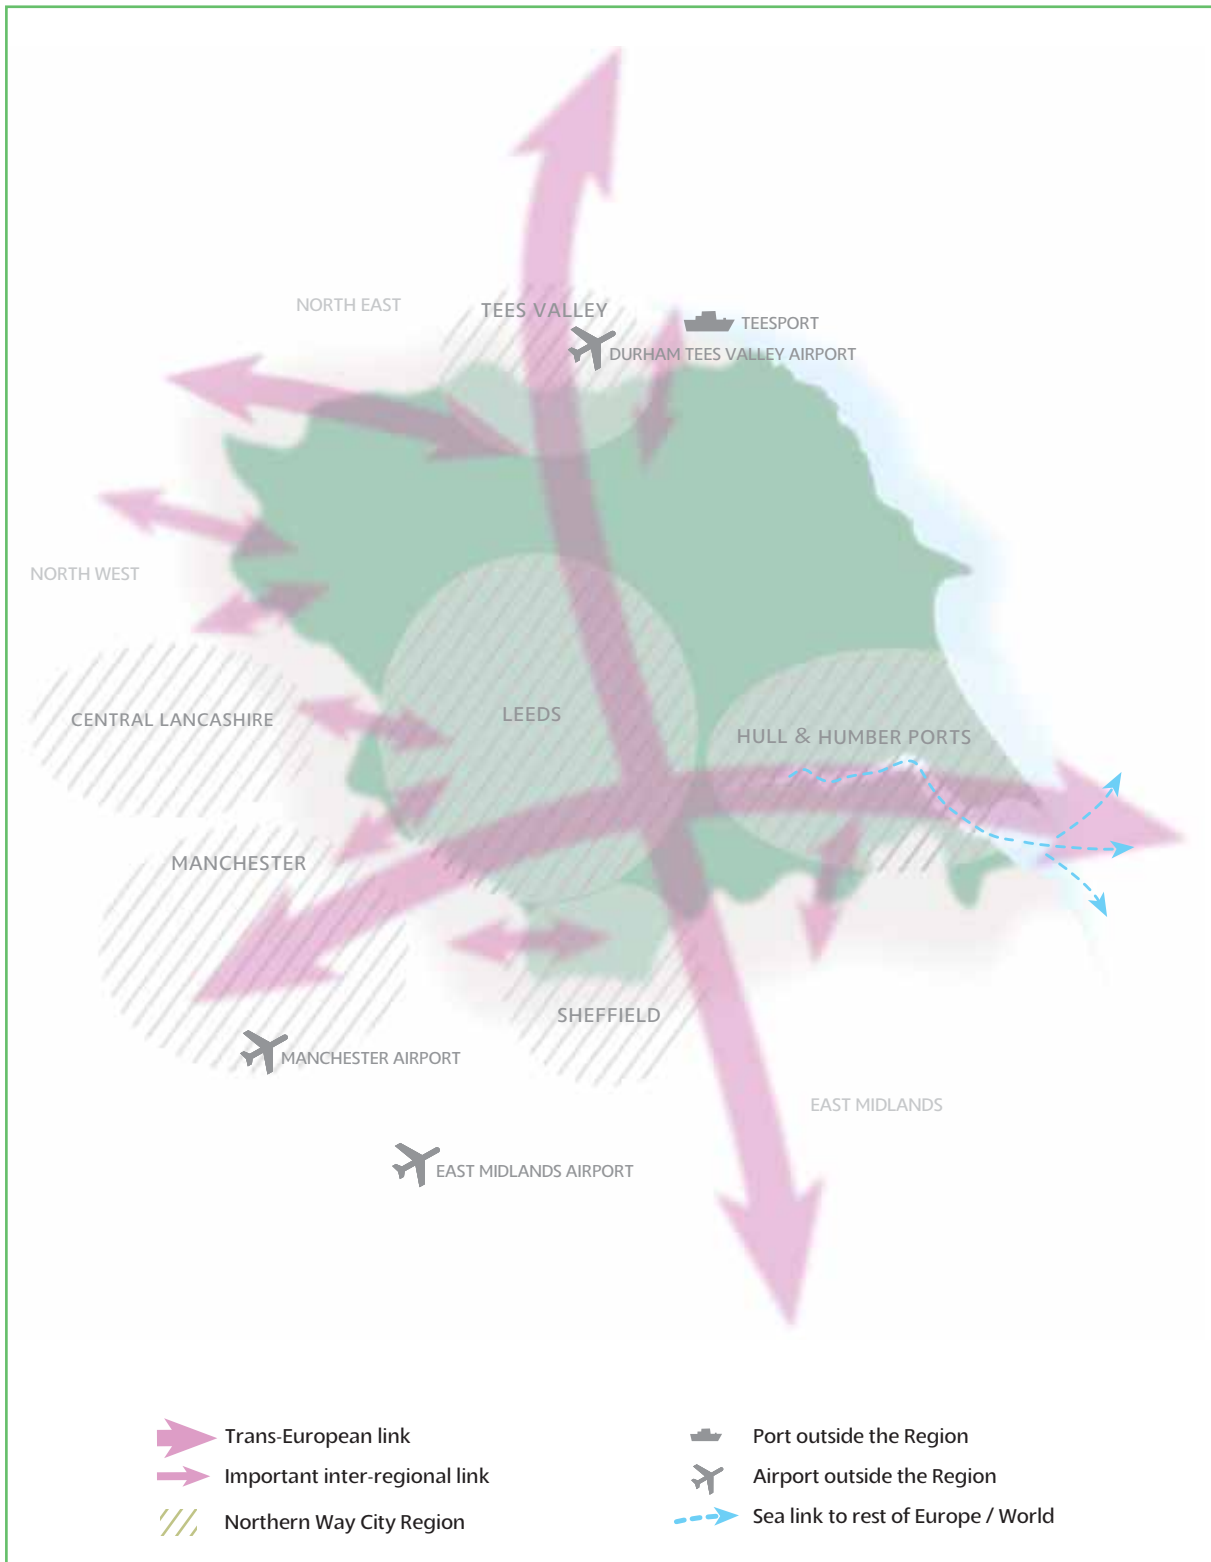 NORTH EAST
TEES VALLEY
TEESPORT
DURHAM TEES VALLEY AIRPORT
NORTH WEST
CENTRAL LANCASHIRE
LEEDS
HULL & HUMBER PORTS
MANCHESTER
SHEFFIELD
MANCHESTER AIRPORT
EAST MIDLANDS
EAST MIDLANDS AIRPORT
Trans-European link
Important inter-regional link
Northern Way City Region
Port outside the Region
Airport outside the Region
Sea link to rest of Europe / World